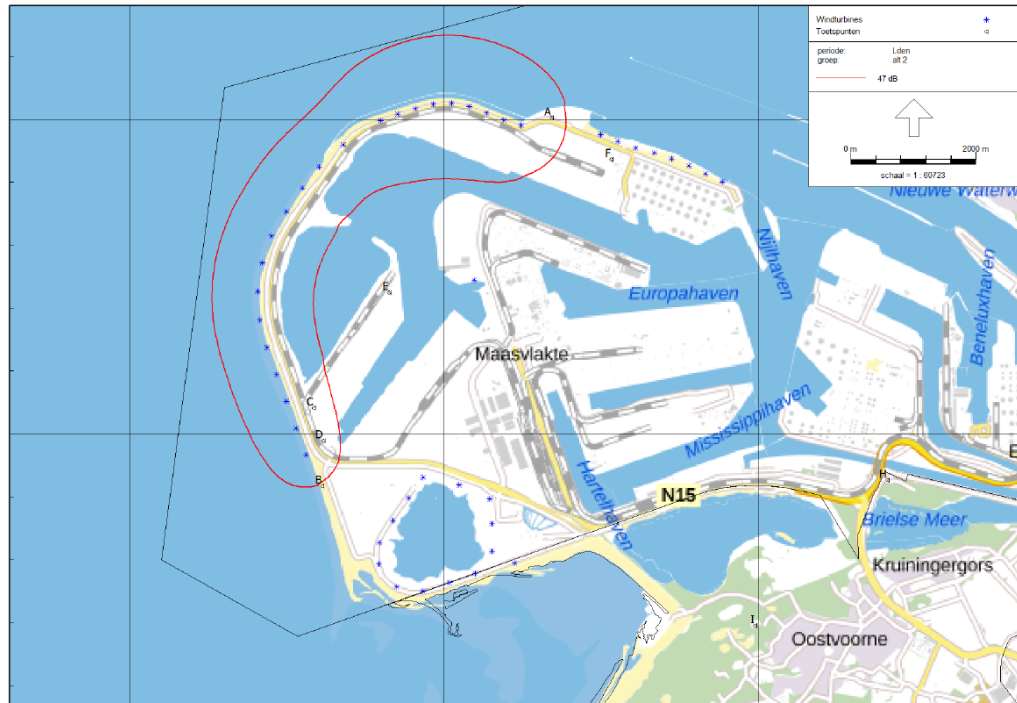 Windturbines
Toetspunten
periode: Lden
groep: alt 2
47 dB
0 m 2000 m
schaal = 1 : 60723
Nieuwe Waterw
A
F
Nijlhaven
Beneluxhaven
E
Europahaven
Maasvlakte
C
Mississippihaven
D
E
B
H
Hartelhaven
N15
Brielse Meer
Kruiningergors
I
Oostvoorne